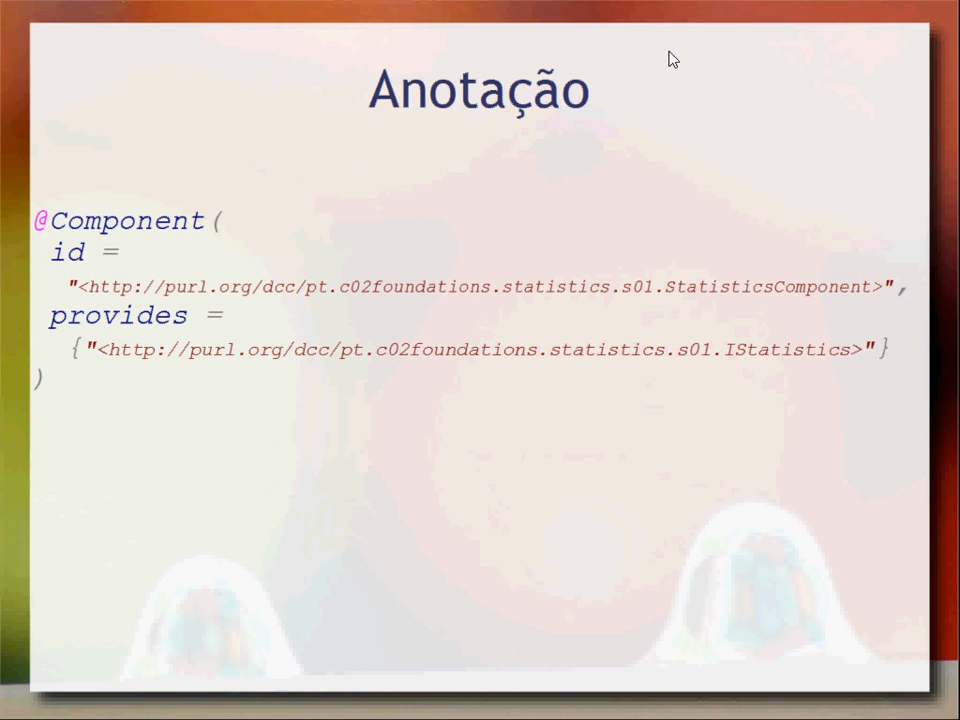 Anotação
@Component(
id =
"<http://purl.org/dcc/pt.c02foundations.statistics.s01.StatisticsComponent>",
provides =
{"<http://purl.org/dcc/pt.c02foundations.statistics.s01.IStatistics>"}
)